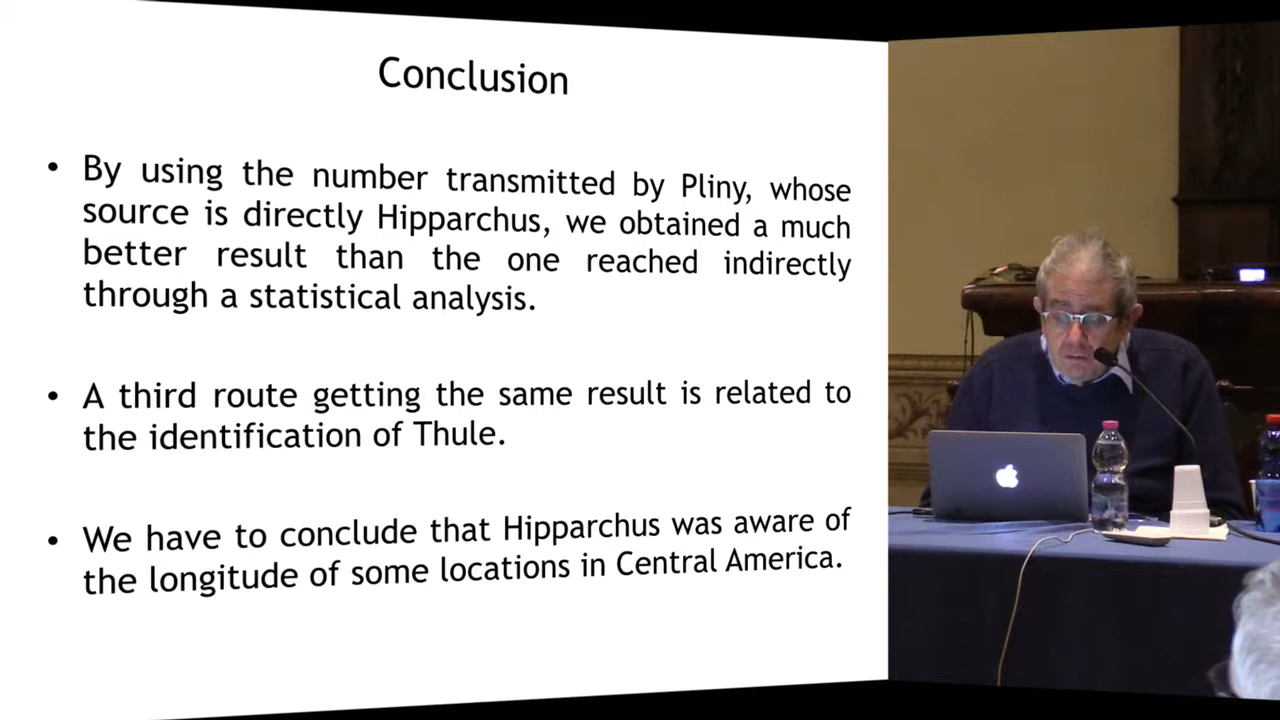 Conclusion
• By using the number transmitted by Pliny, whose
source is directly Hipparchus, we obtained a much
better result than the one reached indirectly
through a statistical analysis.
• A third route getting the same result is related to
the identification of Thule.
• We have to conclude that Hipparchus was aware of
the longitude of some locations in Central America.